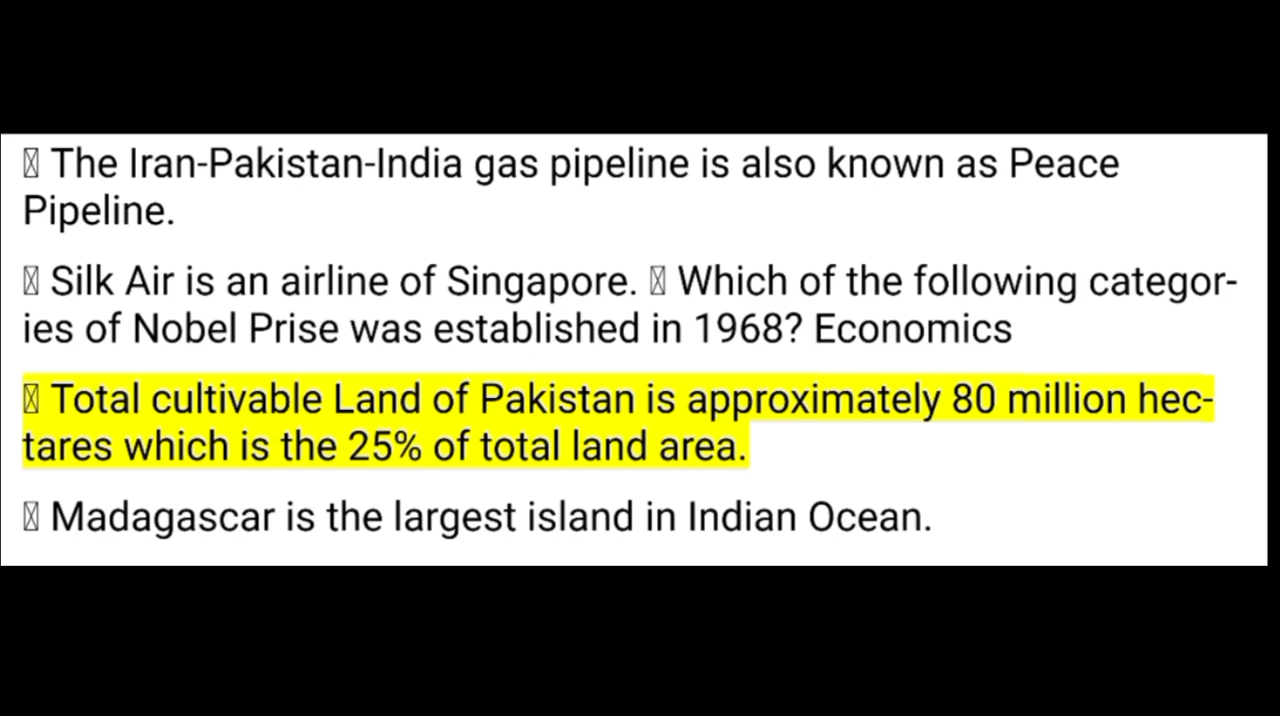 ▯ The Iran-Pakistan-India gas pipeline is also known as Peace
Pipeline.
▯ Silk Air is an airline of Singapore. ▯ Which of the following categor-
ies of Nobel Prise was established in 1968? Economics
▯ Total cultivable Land of Pakistan is approximately 80 million hec-
tares which is the 25% of total land area.
▯ Madagascar is the largest island in Indian Ocean.